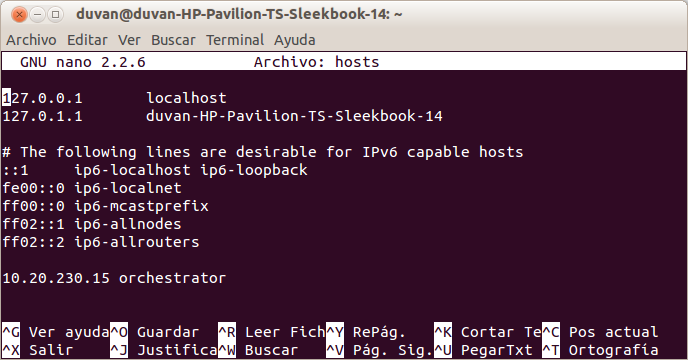 duvan@duvan-HP-Pavilion-TS-Sleekbook-14: ~
Archivo Editar Ver Buscar Terminal Ayuda
GNU nano 2.2.6 Archivo: hosts
127.0.0.1 localhost
127.0.1.1 duvan-HP-Pavilion-TS-Sleekbook-14
# The following lines are desirable for IPv6 capable hosts
::1 ip6-localhost ip6-loopback
fe00::0 ip6-localnet
ff00::0 ip6-mcastprefix
ff02::1 ip6-allnodes
ff02::2 ip6-allrouters
10.20.230.15 orchestrator
^G Ver ayuda^O Guardar ^R Leer Fich^Y RePág. ^K Cortar Te^C Pos actual
^X Salir ^J Justifica^W Buscar ^V Pág. Sig.^U PegarTxt ^T Ortografía